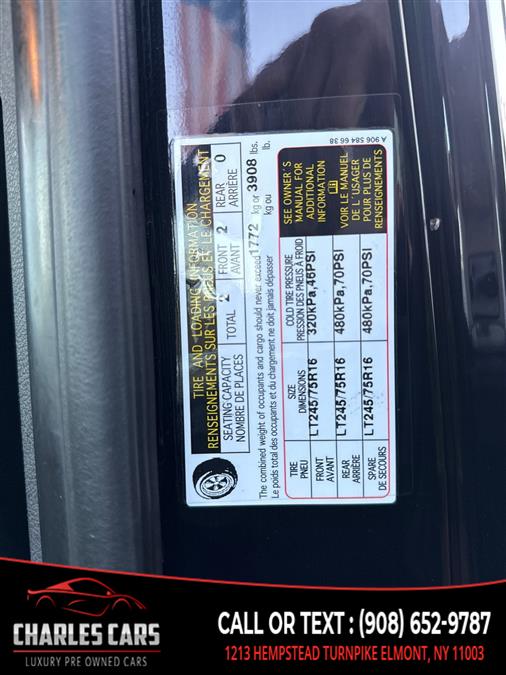 A 906 584 66 38
TIRE AND LOADING INFORMATION
RENSEIGNEMENTS SUR LES PNEUS ET LE CHARGEMENT
SEATING CAPACITY
NOMBRE DE PLACES
TOTAL 2
FRONT
AVANT
2
REAR
ARRIÈRE
0
The combined weight of occupants and cargo should never exceed 1772 kg or 3908 lbs.
Le poids total des occupants et du chargement ne doit jamais dépasser kg ou lb.
TIRE
PNEU
SIZE
DIMENSIONS
COLD TIRE PRESSURE
PRESSION DES PNEUS À FROID
FRONT
AVANT
LT245/75R16
320kPa,46PSI
REAR
ARRIÈRE
LT245/75R16
480kPa,70PSI
SPARE
DE SECOURS
LT245/75R16
480kPa,70PSI
SEE OWNER'S
MANUAL FOR
ADDITIONAL
INFORMATION
VOIR LE MANUEL
DE L'USAGER
POUR PLUS DE
RENSEIGNEMENTS
CHARLES CARS
LUXURY PRE OWNED CARS
CALL OR TEXT : (908) 652-9787
1213 HEMPSTEAD TURNPIKE ELMONT, NY 11003